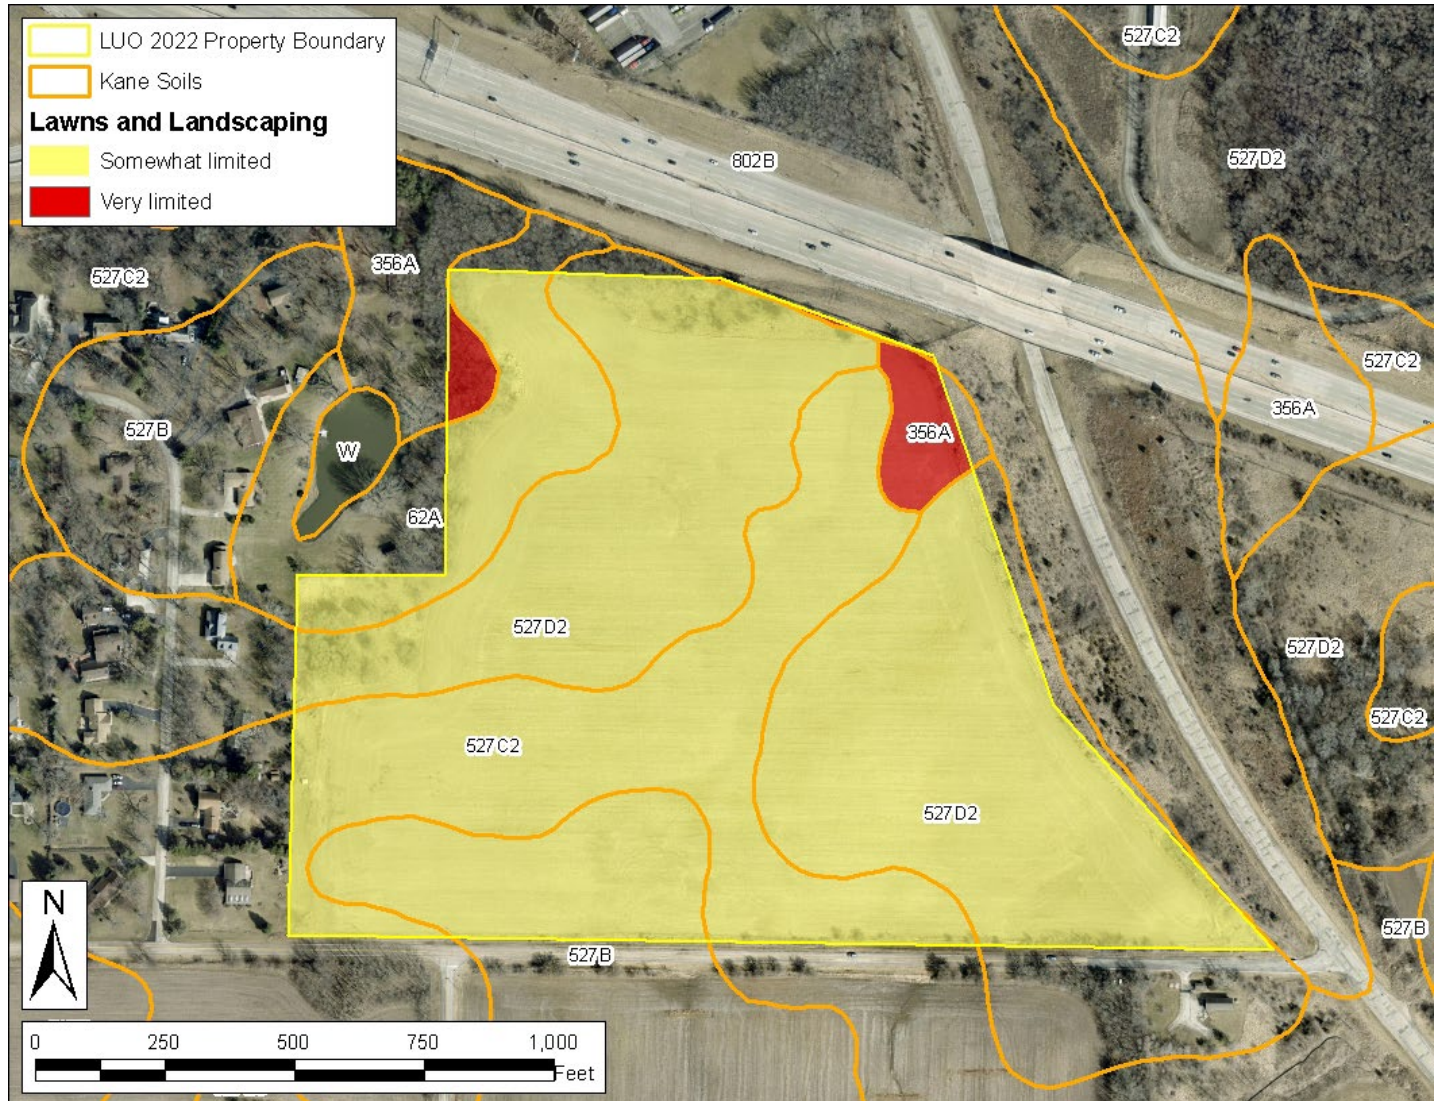 LUO 2022 Property Boundary
Kane Soils
Lawns and Landscaping
Somewhat limited
Very limited
527C2
802B
527D2
527C2
356A
527C2
356A
527B
W
356A
62A
527D2
527D2
527C2
527C2
527D2
527B
527B
N
0 250 500 750 1,000
Feet